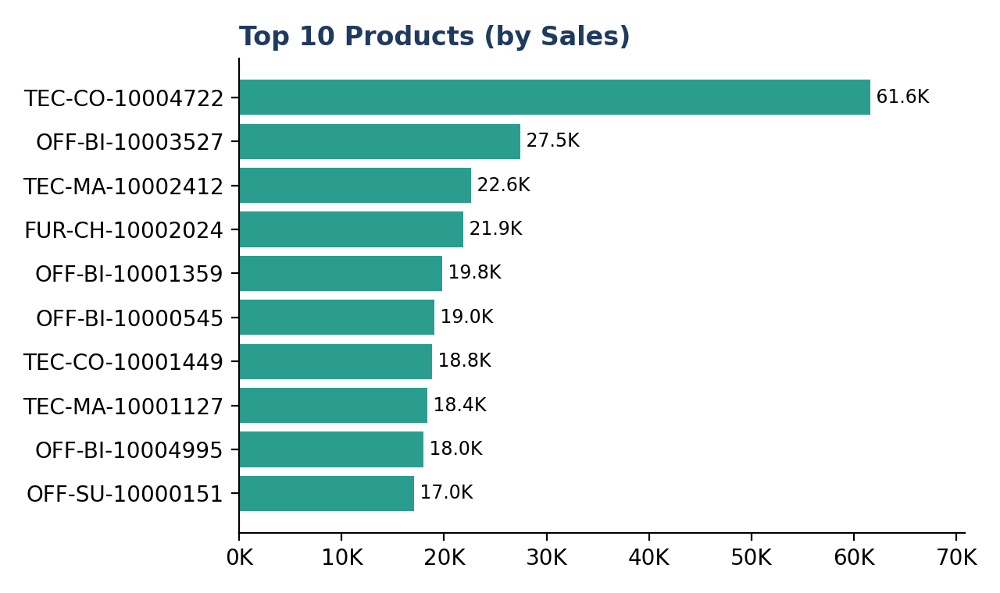 Top 10 Products (by Sales)
TEC-CO-10004722 61.6K
OFF-BI-10003527 27.5K
TEC-MA-10002412 22.6K
FUR-CH-10002024 21.9K
OFF-BI-10001359 19.8K
OFF-BI-10000545 19.0K
TEC-CO-10001449 18.8K
TEC-MA-10001127 18.4K
OFF-BI-10004995 18.0K
OFF-SU-10000151 17.0K
0K 10K 20K 30K 40K 50K 60K 70K